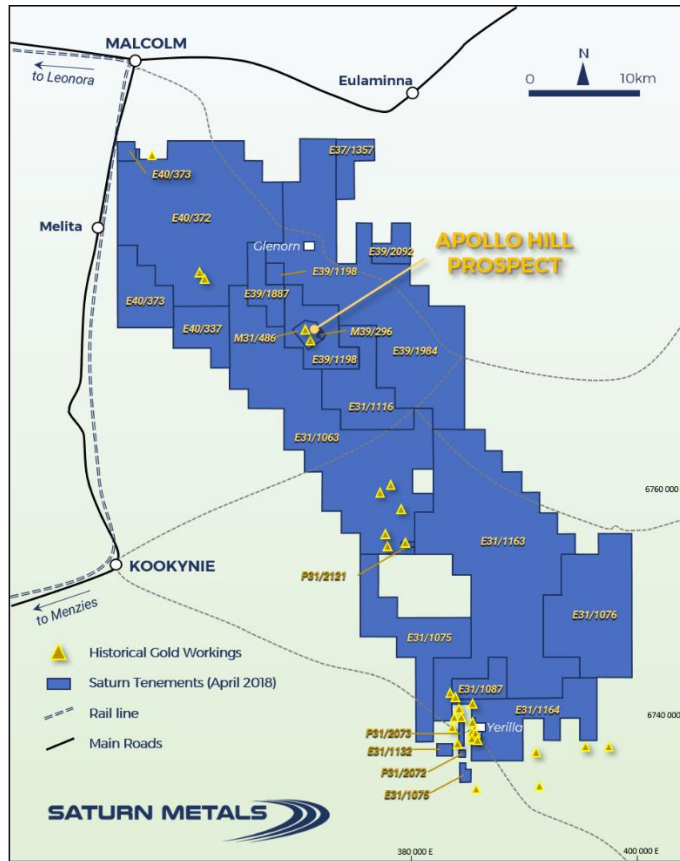 MALCOLM
to Leonora
Eulaminna
N
0 10km
E37/1357
E40/373
E40/372
Melita
Glenorn
E39/2092
APOLLO HILL
PROSPECT
E39/1198
E39/1887
E40/373
E40/337
M31/486
M39/296
E39/1198
E39/1984
E31/1116
E31/1063
6760 000
E31/1163
KOOKYNIE
P31/2121
to Menzies
E31/1076
E31/1075
Historical Gold Workings
Saturn Tenements (April 2018)
Rail line
Main Roads
E31/1087
E31/1164
6740 000
P31/2073
Yerilla
E31/1132
P31/2072
E31/1075
SATURN METALS
380 000 E
400 000 E